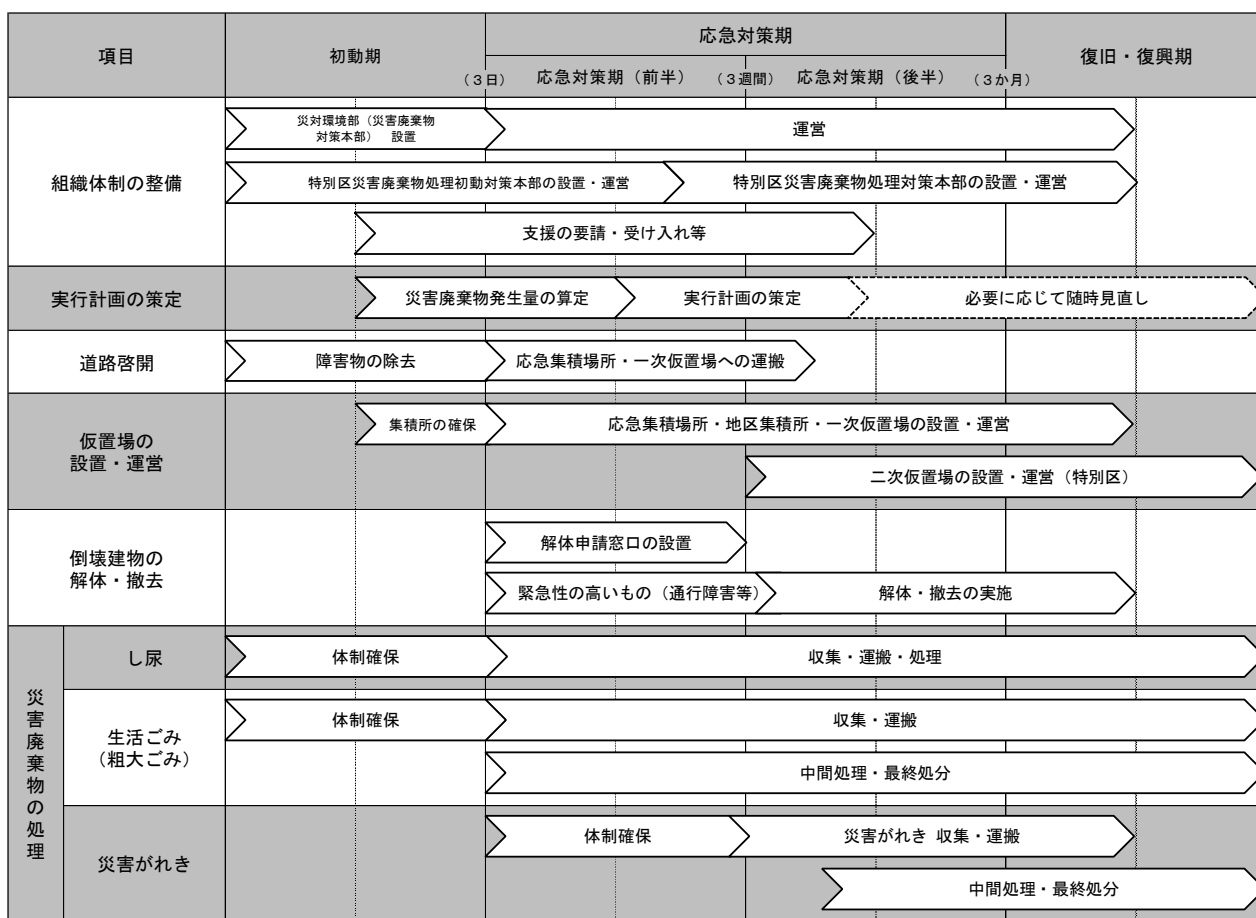 項目
初動期
応急対策期
復旧・復興期
（３日）
応急対策期（前半）
（３週間）
応急対策期（後半）
（３か月）
組織体制の整備
災対環境部（災害廃棄物
対策本部）　設置
運営
特別区災害廃棄物処理初動対策本部の設置・運営
特別区災害廃棄物処理対策本部の設置・運営
支援の要請・受け入れ等
実行計画の策定
災害廃棄物発生量の算定
実行計画の策定
必要に応じて随時見直し
道路啓開
障害物の除去
応急集積場所・一次仮置場への運搬
仮置場の
設置・運営
集積所の確保
応急集積場所・地区集積所・一次仮置場の設置・運営
二次仮置場の設置・運営（特別区）
倒壊建物の
解体・撤去
解体申請窓口の設置
緊急性の高いもの（通行障害等）
解体・撤去の実施
災害廃棄物の処理
し尿
体制確保
収集・運搬・処理
生活ごみ
（粗大ごみ）
体制確保
収集・運搬
中間処理・最終処分
災害がれき
体制確保
災害がれき 収集・運搬
中間処理・最終処分